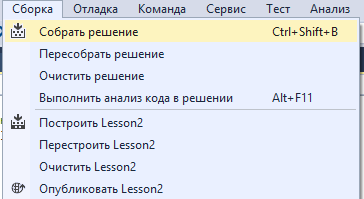 Сборка Отладка Команда Сервис Тест Анализ
Собрать решение Ctrl+Shift+B
Пересобрать решение
Очистить решение
Выполнить анализ кода в решении Alt+F11
Построить Lesson2
Перестроить Lesson2
Очистить Lesson2
Опубликовать Lesson2